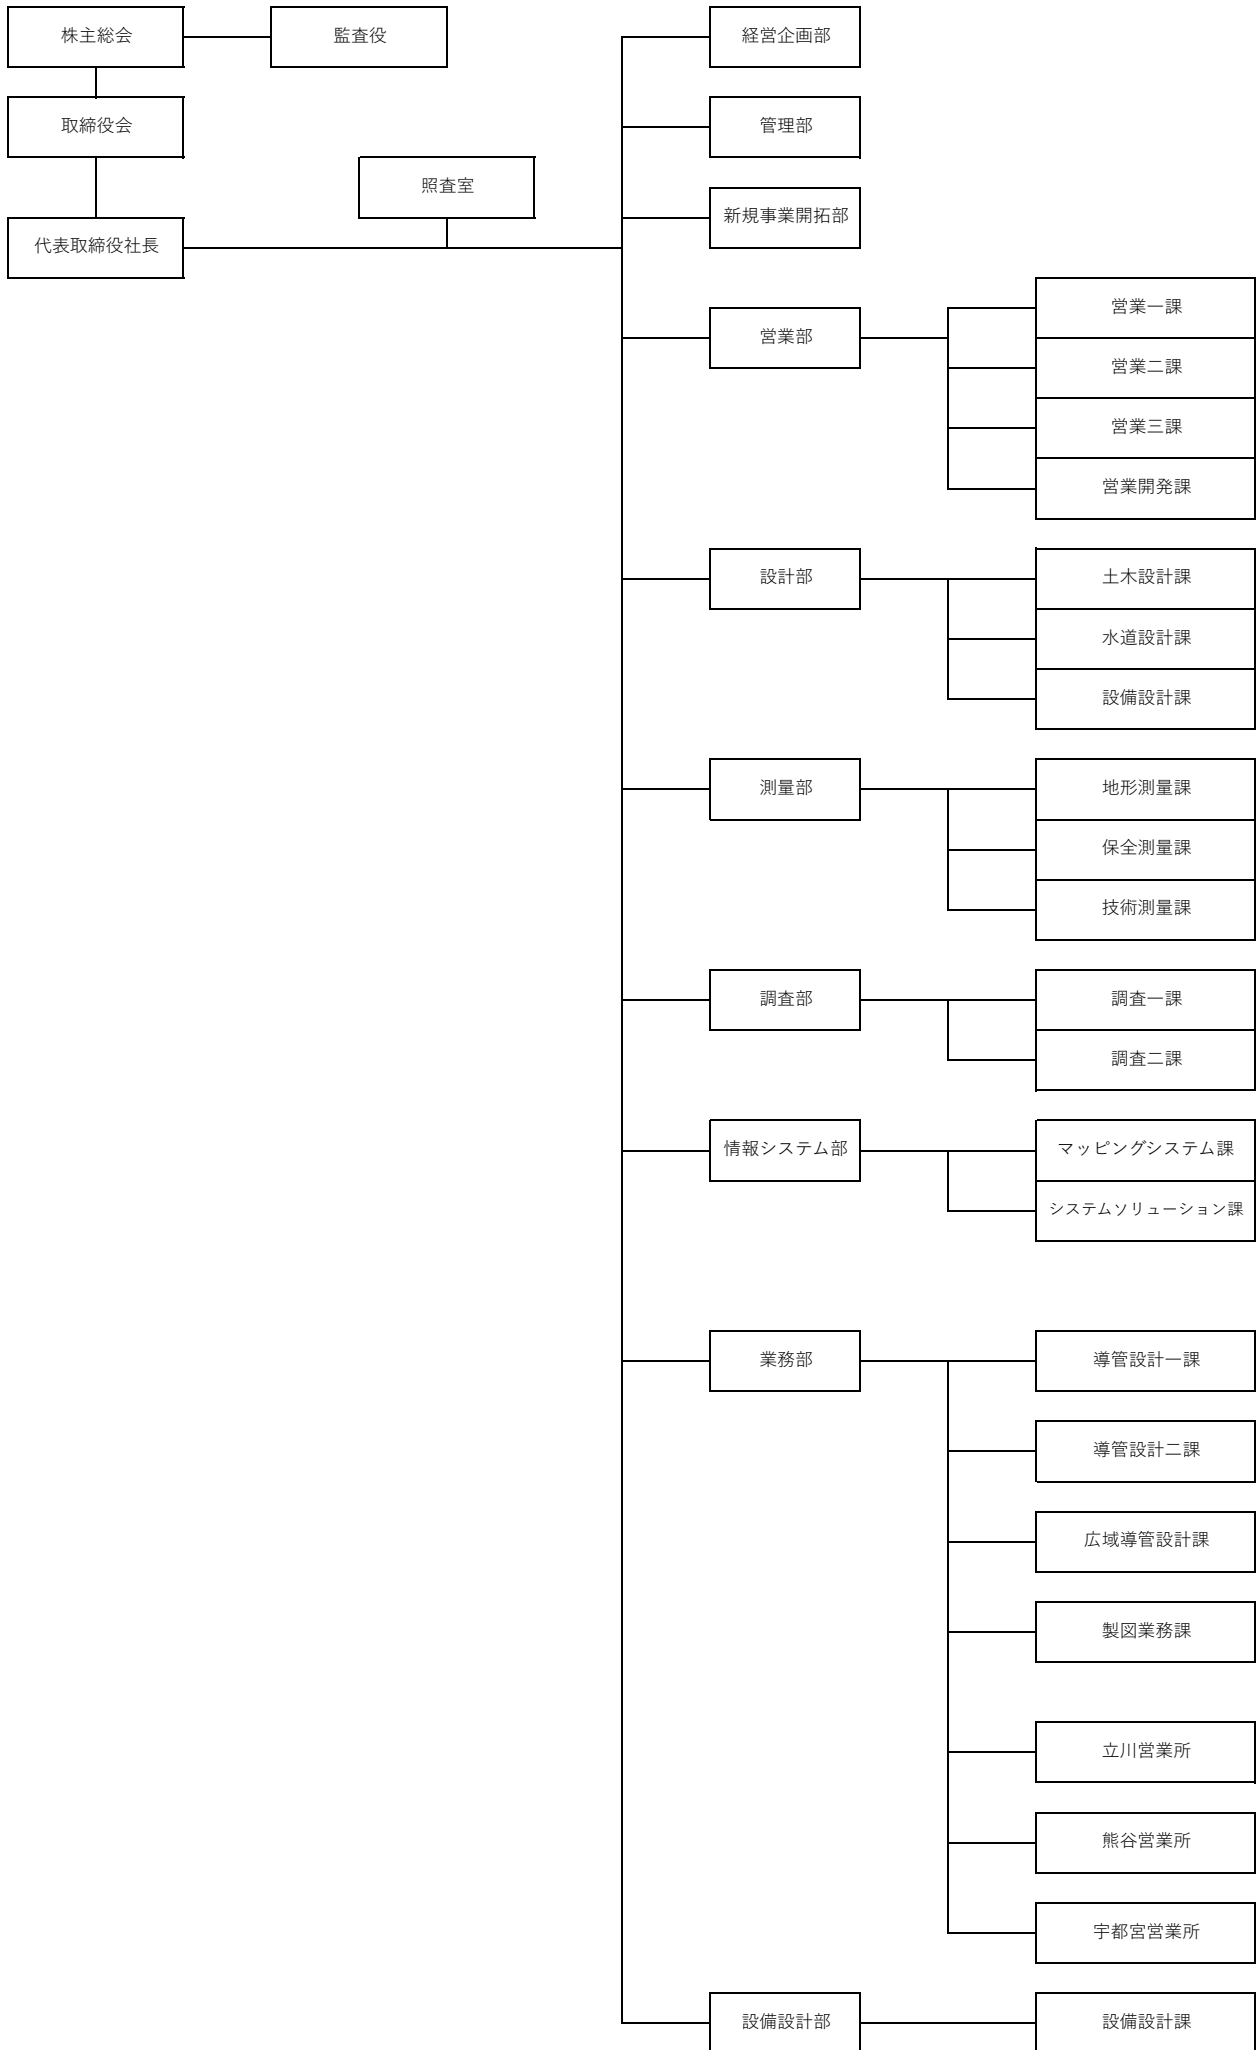 株主総会
監査役
取締役会
照査室
代表取締役社長
経営企画部
管理部
新規事業開拓部
営業部
営業一課
営業二課
営業三課
営業開発課
設計部
土木設計課
水道設計課
設備設計課
測量部
地形測量課
保全測量課
技術測量課
調査部
調査一課
調査二課
情報システム部
マッピングシステム課
システムソリューション課
業務部
導管設計一課
導管設計二課
広域導管設計課
製図業務課
立川営業所
熊谷営業所
宇都宮営業所
設備設計部
設備設計課